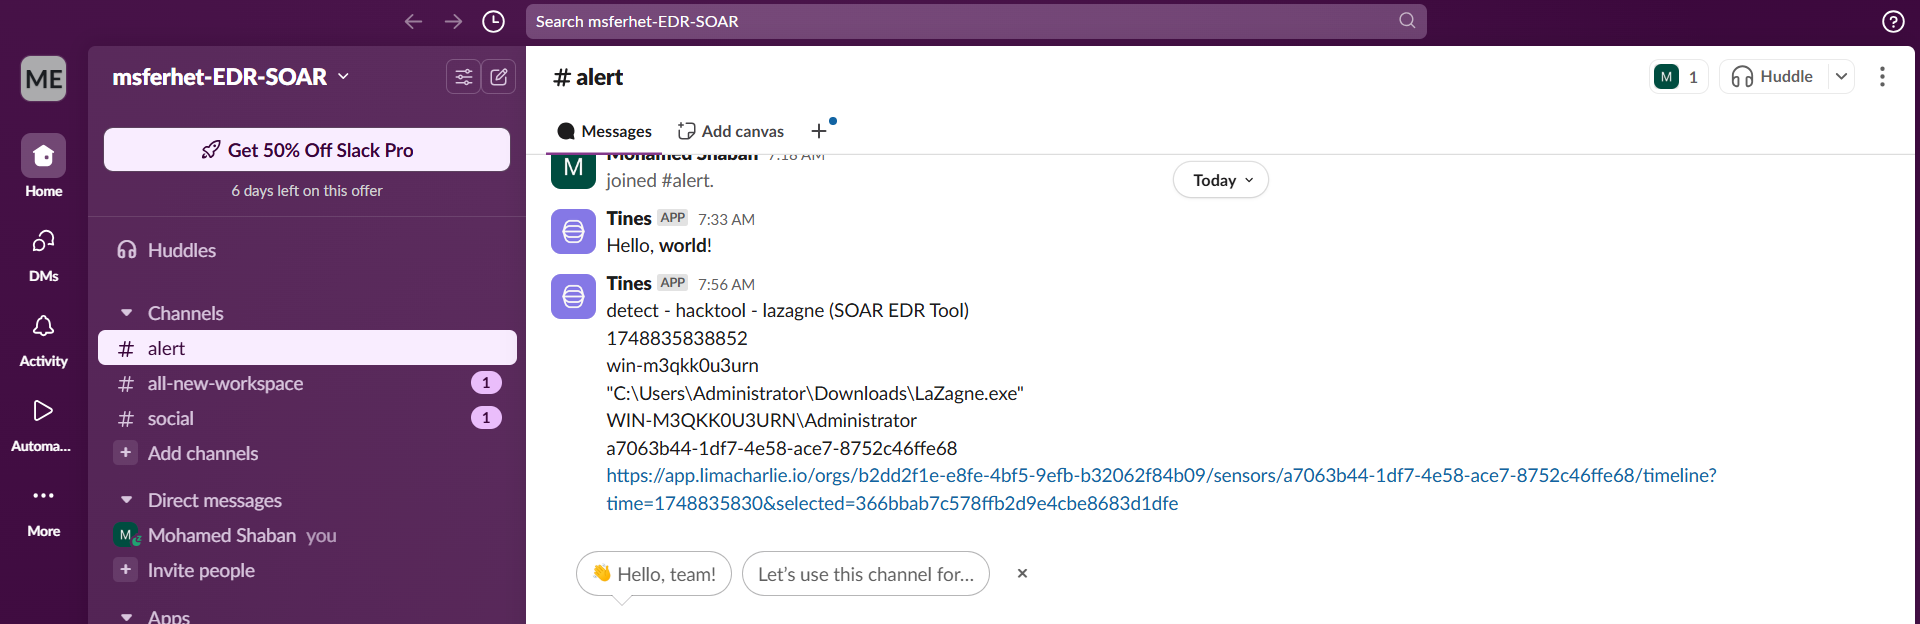 Search msferhet-EDR-SOAR
ME
msferhet-EDR-SOAR
Get 50% Off Slack Pro
6 days left on this offer
Home
DMs
Activity
Automa...
More
Huddles
Channels
# alert
# all-new-workspace 1
# social 1
+ Add channels
Direct messages
M Mohamed Shaban you
+ Invite people
Apps
# alert
M 1
Huddle
Messages
Add canvas
+
M Mohamed Shaban 7:18 AM
joined #alert.
Today
Tines APP 7:33 AM
Hello, world!
Tines APP 7:56 AM
detect - hacktool - lazagne (SOAR EDR Tool)
1748835838852
win-m3qkk0u3urn
"C:\Users\Administrator\Downloads\LaZagne.exe"
WIN-M3QKK0U3URN\Administrator
a7063b44-1df7-4e58-ace7-8752c46ffe68
https://app.limacharlie.io/orgs/b2dd2f1e-e8fe-4bf5-9efb-b32062f84b09/sensors/a7063b44-1df7-4e58-ace7-8752c46ffe68/timeline?
time=1748835830&selected=366bbab7c578ffb2d9e4cbe8683d1dfe
👋 Hello, team!
Let's use this channel for...